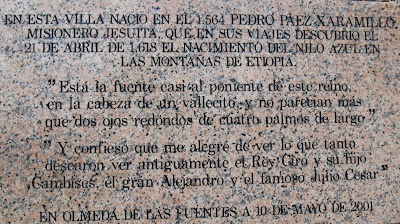 EN ESTA VILLA NACIO EN EL 1.564 PEDRO PAEZ XARAMILLO,
MISIONERO JESUITA, QUE EN SUS VIAJES DESCUBRIO EL
21 DE ABRIL DE 1.618 EL NACIMIENTO DEL NILO AZUL EN
LAS MONTAÑAS DE ETIOPIA.
"Está la fuente casi al poniente de este reino,
en la cabeza de un vallecito, y no parecían más
que dos ojos redondos de cuatro palmos de largo"
"Y confieso que me alegré de ver lo que tanto
desearon ver antiguamente el Rey Ciro y su hijo
Cambises, el gran Alejandro y el famoso Julio Cesar"
EN OLMEDA DE LAS FUENTES A 10 DE MAYO DE 2001